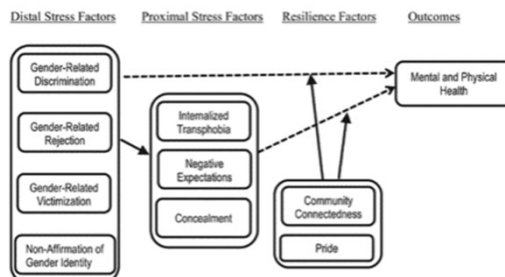 Distal Stress Factors
Proximal Stress Factors
Resilience Factors
Outcomes
Gender-Related
Discrimination
Gender-Related
Rejection
Gender-Related
Victimization
Non-Affirmation of
Gender Identity
Internalized
Transphobia
Negative
Expectations
Concealment
Community
Connectedness
Pride
Mental and Physical
Health